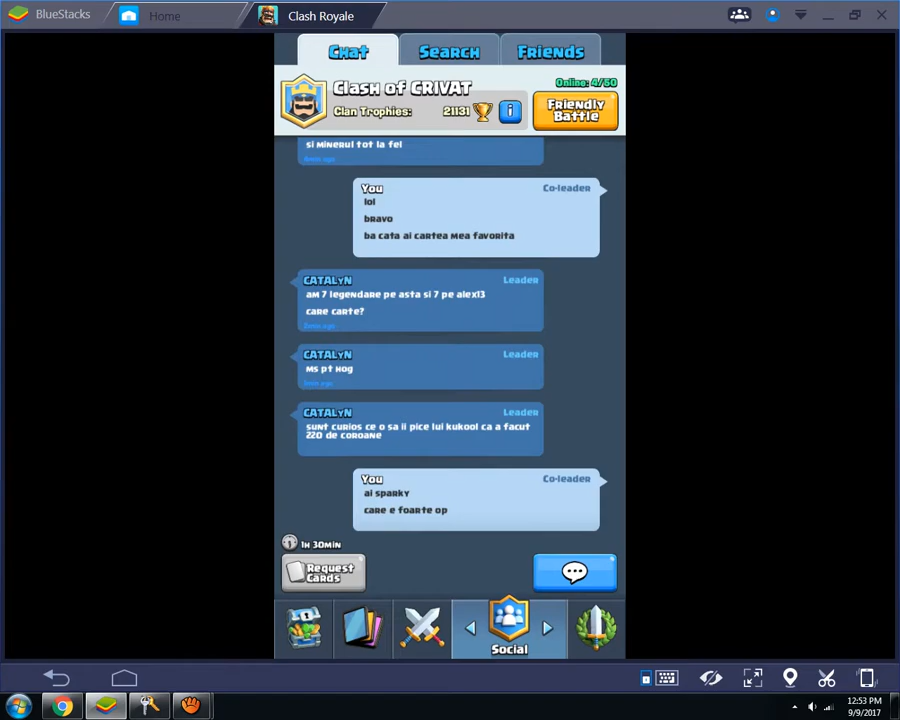 BlueStacks
Home
Clash Royale
Chat
Search
Friends
Clash of CRIVAT
Online: 4/50
Clan Trophies:
21131
i
Friendly
Battle
si minerul tot la fel
You
Co-leader
lol
bravo
ba cata ai cartea mea favorita
CATALyN
Leader
am 7 legendare pe asta si 7 pe alex13
care carte?
CATALyN
Leader
ms pt hog
CATALyN
Leader
sunt curios ce o sa ii pice lui kukool ca a facut
220 de coroane
You
Co-leader
ai sparky
care e foarte op
1h 30min
Request
Cards
Social
12:53 PM
9/9/2017